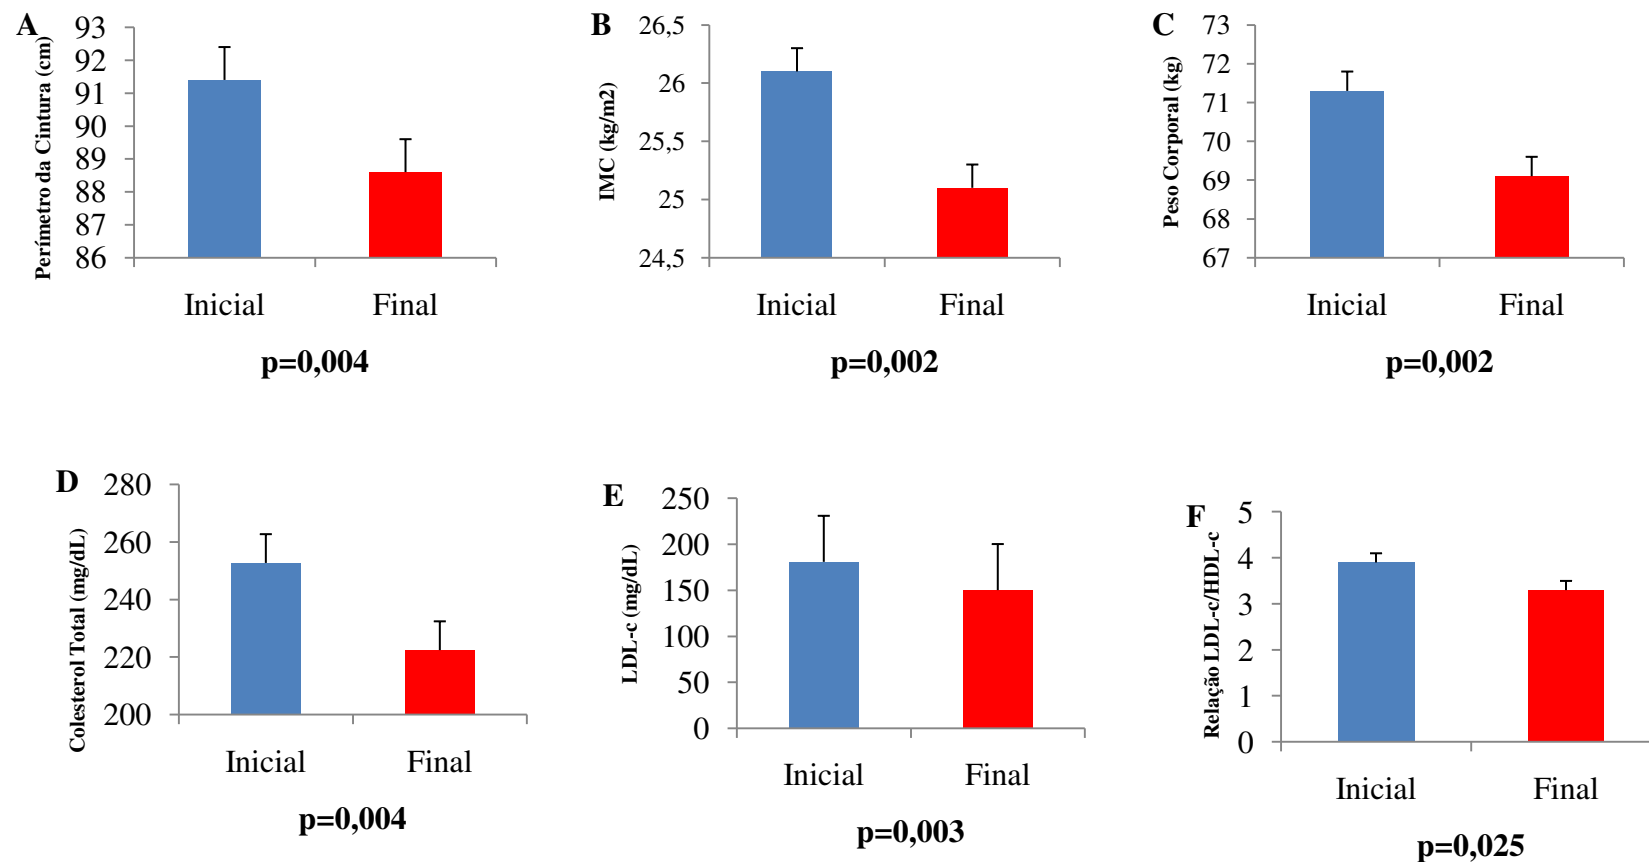 A
Perímetro da Cintura (cm)
93
92
91
90
89
88
87
86
Inicial Final
p=0,004
B
IMC (kg/m2)
26,5
26
25,5
25
24,5
Inicial Final
p=0,002
C
Peso Corporal (kg)
73
72
71
70
69
68
67
Inicial Final
p=0,002
D
Colesterol Total (mg/dL)
280
260
240
220
200
Inicial Final
p=0,004
E
LDL-c (mg/dL)
250
200
150
100
50
0
Inicial Final
p=0,003
F
Relação LDL-c/HDL-c
5
4
3
2
1
0
Inicial Final
p=0,025